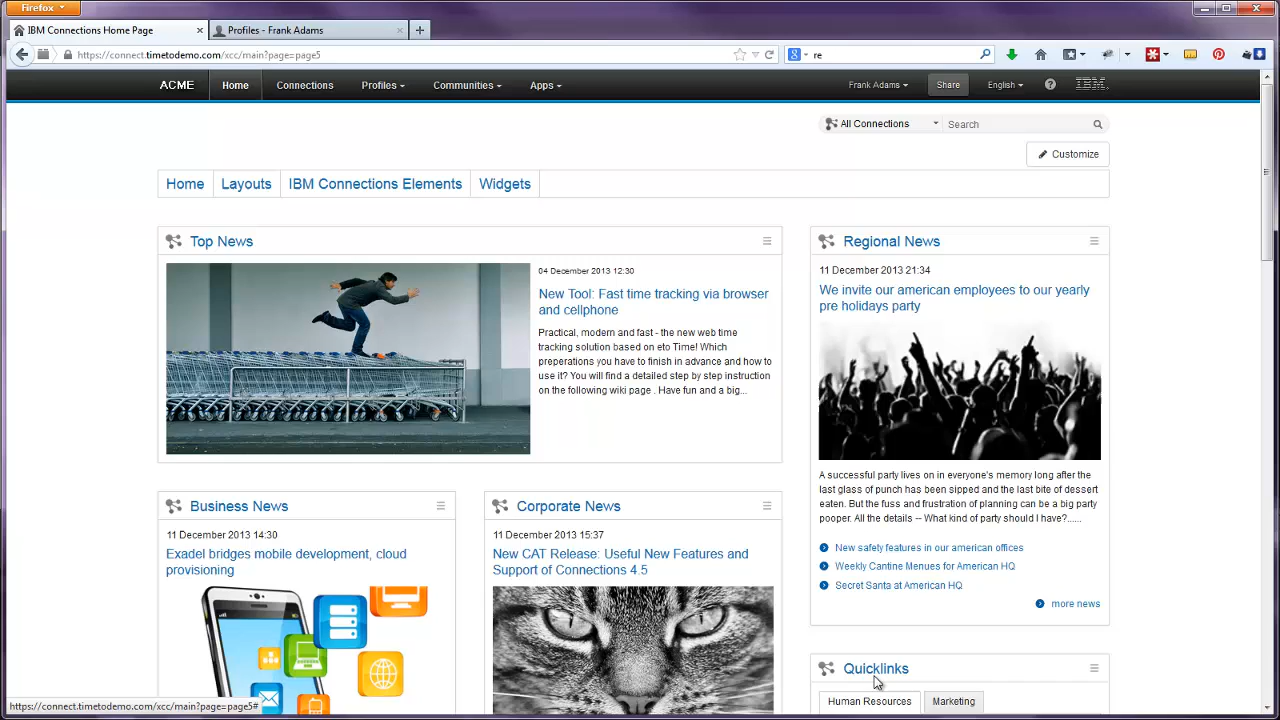 Firefox
IBM Connections Home Page
Profiles - Frank Adams
https://connect.timetodemo.com/xcc/main?page=page5
re
ACME
Home
Connections
Profiles
Communities
Apps
Frank Adams
Share
English
IBM.
All Connections
Search
Customize
Home
Layouts
IBM Connections Elements
Widgets
Top News
04 December 2013 12:30
New Tool: Fast time tracking via browser
and cellphone
Practical, modern and fast - the new web time
tracking solution based on eto Time! Which
preperations you have to finish in advance and how to
use it? You will find a detailed step by step instruction
on the following wiki page . Have fun and a big...
Regional News
11 December 2013 21:34
We invite our american employees to our yearly
pre holidays party
A successful party lives on in everyone's memory long after the
last glass of punch has been sipped and the last bite of dessert
eaten. But the fuss and frustration of planning can be a big party
pooper. All the details -- What kind of party should I have?......
New safety features in our american offices
Weekly Cantine Menues for American HQ
Secret Santa at American HQ
more news
Business News
11 December 2013 14:30
Exadel bridges mobile development, cloud
provisioning
Corporate News
11 December 2013 15:37
New CAT Release: Useful New Features and
Support of Connections 4.5
Quicklinks
Human Resources
Marketing
https://connect.timetodemo.com/xcc/main?page=page5#